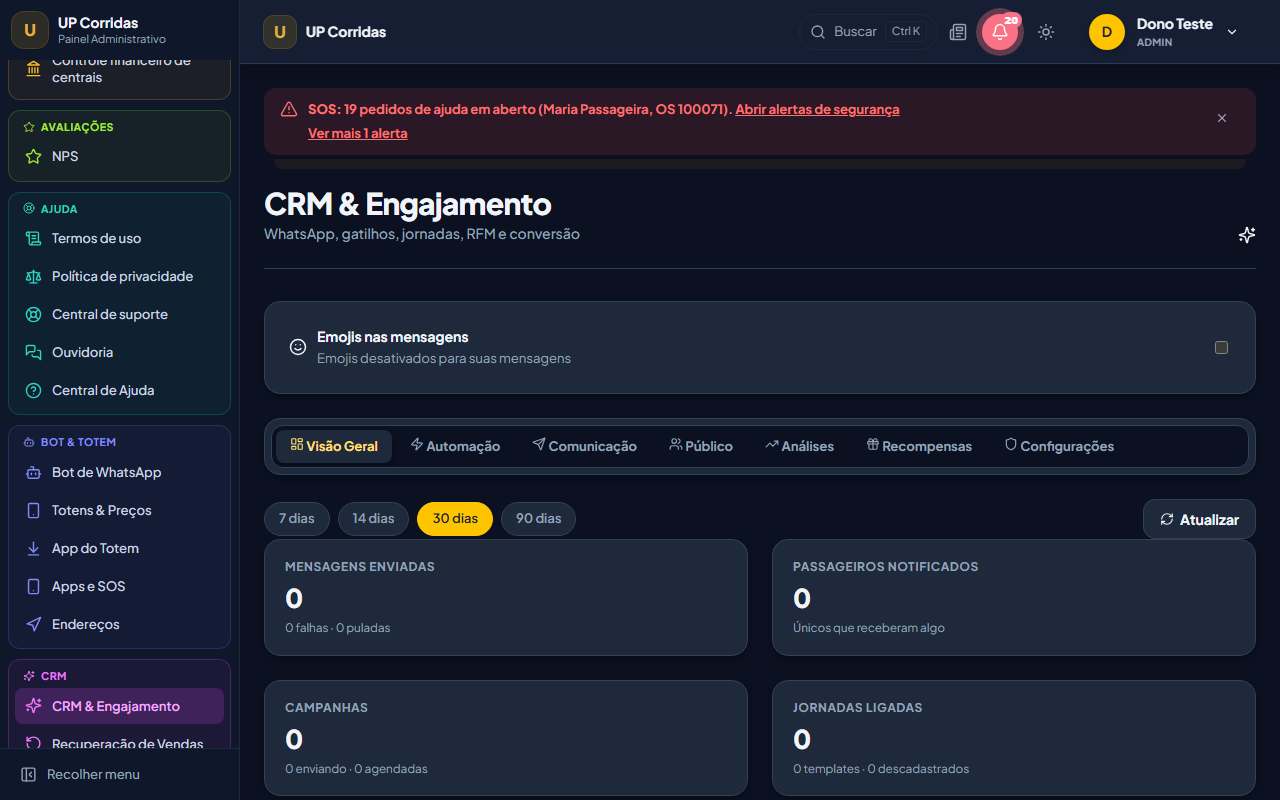 U
UP Corridas
Painel Administrativo
Controle financeiro de
centrais
AVALIAÇÕES
NPS
AJUDA
Termos de uso
Política de privacidade
Central de suporte
Ouvidoria
Central de Ajuda
BOT & TOTEM
Bot de WhatsApp
Totens & Preços
App do Totem
Apps e SOS
Endereços
CRM
CRM & Engajamento
Recuperação de Vendas
Recolher menu
U
UP Corridas
Buscar
Ctrl K
20
D
Dono Teste
ADMIN
SOS: 19 pedidos de ajuda em aberto (Maria Passageira, OS 100071). Abrir alertas de segurança
Ver mais 1 alerta
CRM & Engajamento
WhatsApp, gatilhos, jornadas, RFM e conversão
Emojis nas mensagens
Emojis desativados para suas mensagens
Visão Geral
Automação
Comunicação
Público
Análises
Recompensas
Configurações
7 dias
14 dias
30 dias
90 dias
Atualizar
MENSAGENS ENVIADAS
0
0 falhas · 0 puladas
PASSAGEIROS NOTIFICADOS
0
Únicos que receberam algo
CAMPANHAS
0
0 enviando · 0 agendadas
JORNADAS LIGADAS
0
0 templates · 0 descadastrados